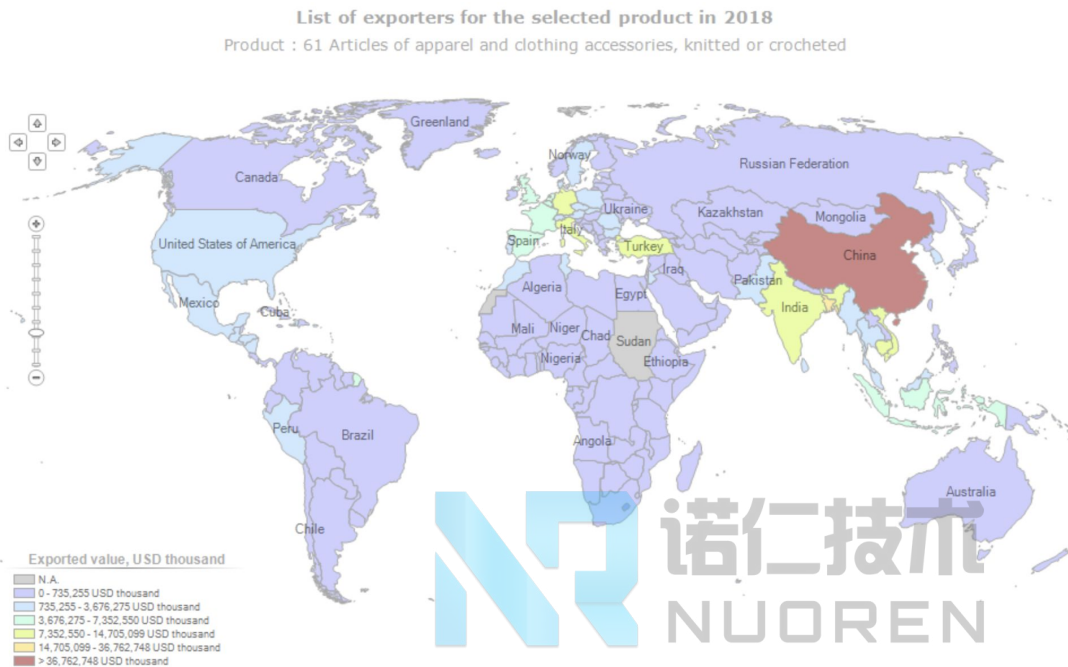 List of exporters for the selected product in 2018
Product : 61 Articles of apparel and clothing accessories, knitted or crocheted
Greenland
Norway
Russian Federation
Canada
Ukraine
Kazakhstan
Mongolia
United States of America
Spain
Italy
Turkey
China
Iraq
Pakistan
Mexico
Cuba
Algeria
Egypt
India
Mali
Niger
Chad
Sudan
Nigeria
Ethiopia
Peru
Brazil
Angola
Australia
Chile
诺仁技术
NUOREN
Exported value, USD thousand
N.A.
0 - 735,255 USD thousand
735,255 - 3,676,275 USD thousand
3,676,275 - 7,352,550 USD thousand
7,352,550 - 14,705,099 USD thousand
14,705,099 - 36,762,748 USD thousand
> 36,762,748 USD thousand